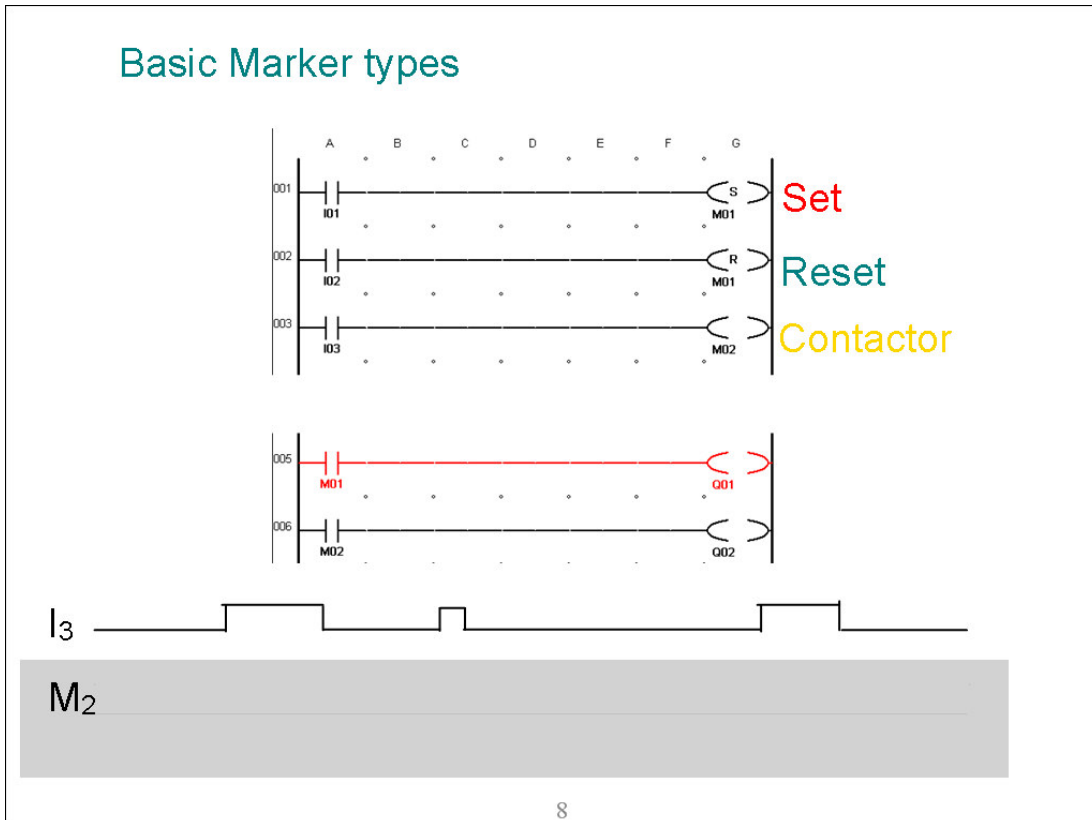 Basic Marker types
A B C D E F G
001 S Set
I01 M01
002 R Reset
I02 M01
003 Contactor
I03 M02
005
M01 Q01
006
M02 Q02
I3
M2
8